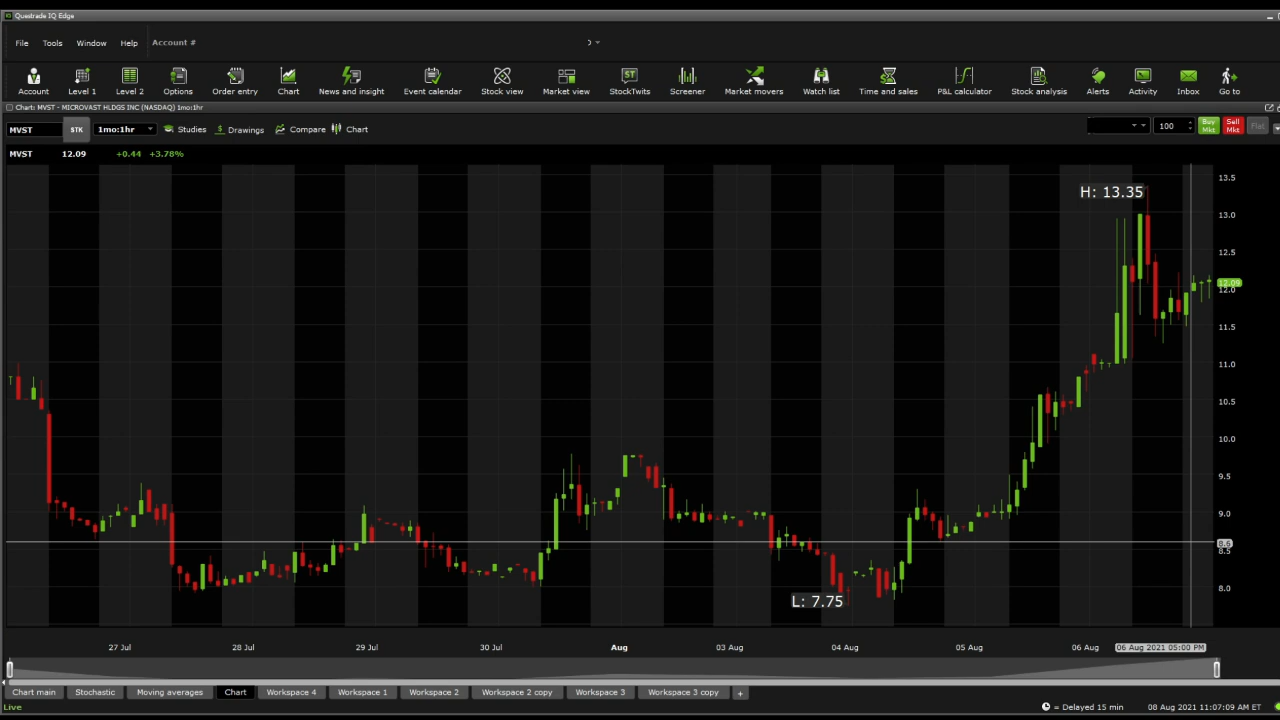 Questrade IQ Edge
File Tools Window Help Account #
Account Level 1 Level 2 Options Order entry Chart News and insight Event calendar Stock view Market view StockTwits Screener Market movers Watch list Time and sales P&L calculator Stock analysis Alerts Activity Inbox Go to
Chart: MVST - MICROVAST HLDGS INC (NASDAQ) 1mo:1hr
MVST STK 1mo:1hr Studies Drawings Compare Chart 100 Buy Mkt Sell Mkt Flat
MVST 12.09 +0.44 +3.78%
13.5
H: 13.35
13.0
12.5
12.09
12.0
11.5
11.0
10.5
10.0
9.5
9.0
8.6
8.5
8.0
L: 7.75
27 Jul 28 Jul 29 Jul 30 Jul Aug 03 Aug 04 Aug 05 Aug 06 Aug 06 Aug 2021 05:00 PM
Chart main Stochastic Moving averages Chart Workspace 4 Workspace 1 Workspace 2 Workspace 2 copy Workspace 3 Workspace 3 copy +
Live = Delayed 15 min 08 Aug 2021 11:07:09 AM ET